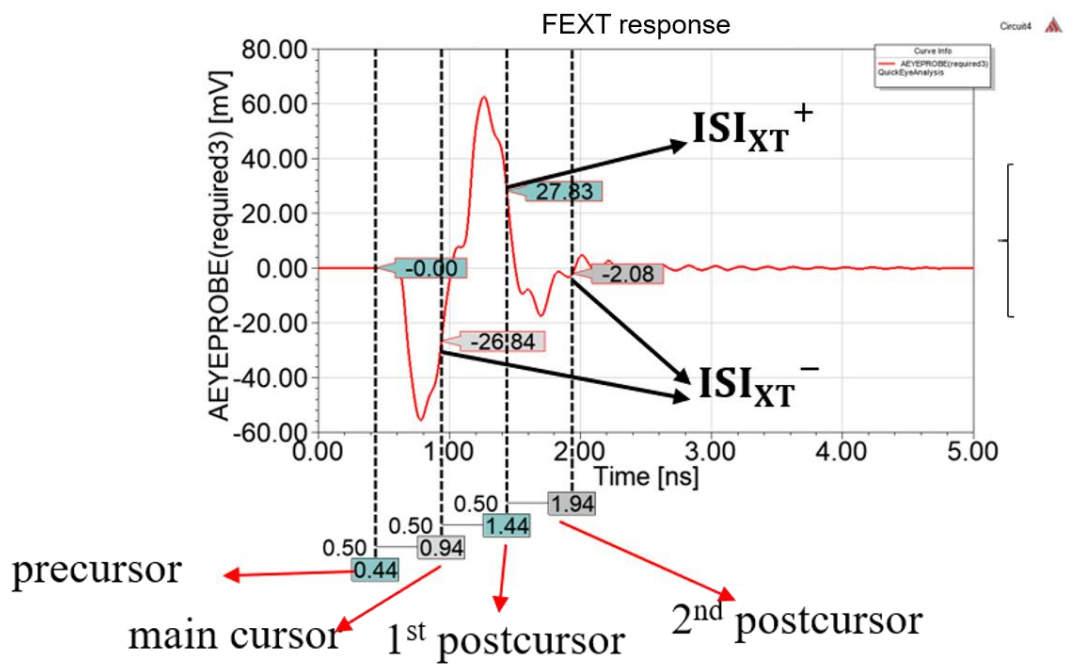 FEXT response
Circuit4
Curve Info
AEYEPROBE(required3)
QuickEyeAnalysis
AEYEPROBE(required3) [mV]
80.00
60.00
40.00
20.00
0.00
-20.00
-40.00
-60.00
ISI_XT^+
27.83
-0.00
-2.08
-26.84
ISI_XT^−
0.00 1.00 2.00 3.00 4.00 5.00
Time [ns]
0.50 1.94
0.50 1.44
0.50 0.94
0.44
precursor
main cursor
1st postcursor
2nd postcursor